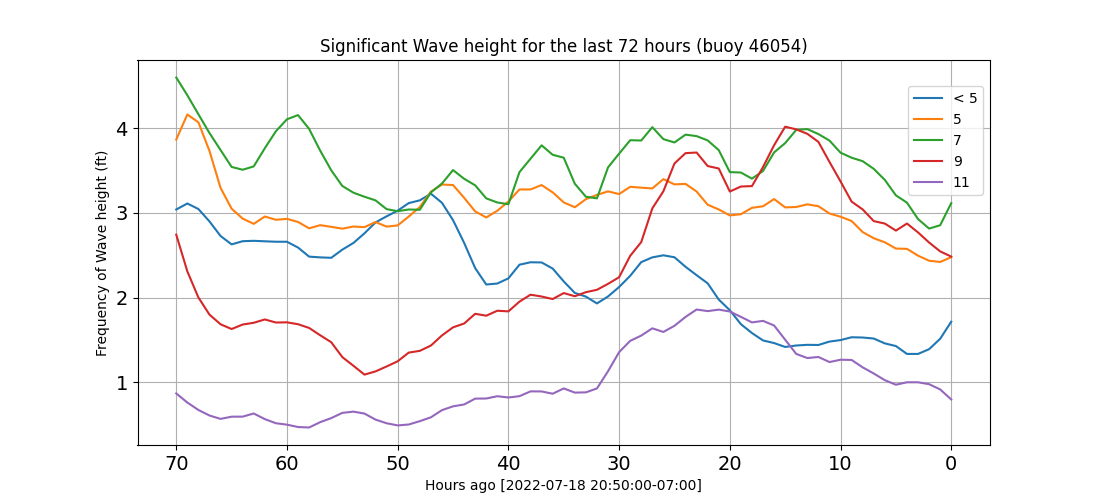 Significant Wave height for the last 72 hours (buoy 46054)
Frequency of Wave height (ft)
4
3
2
1
< 5
5
7
9
11
70 60 50 40 30 20 10 0
Hours ago [2022-07-18 20:50:00-07:00]